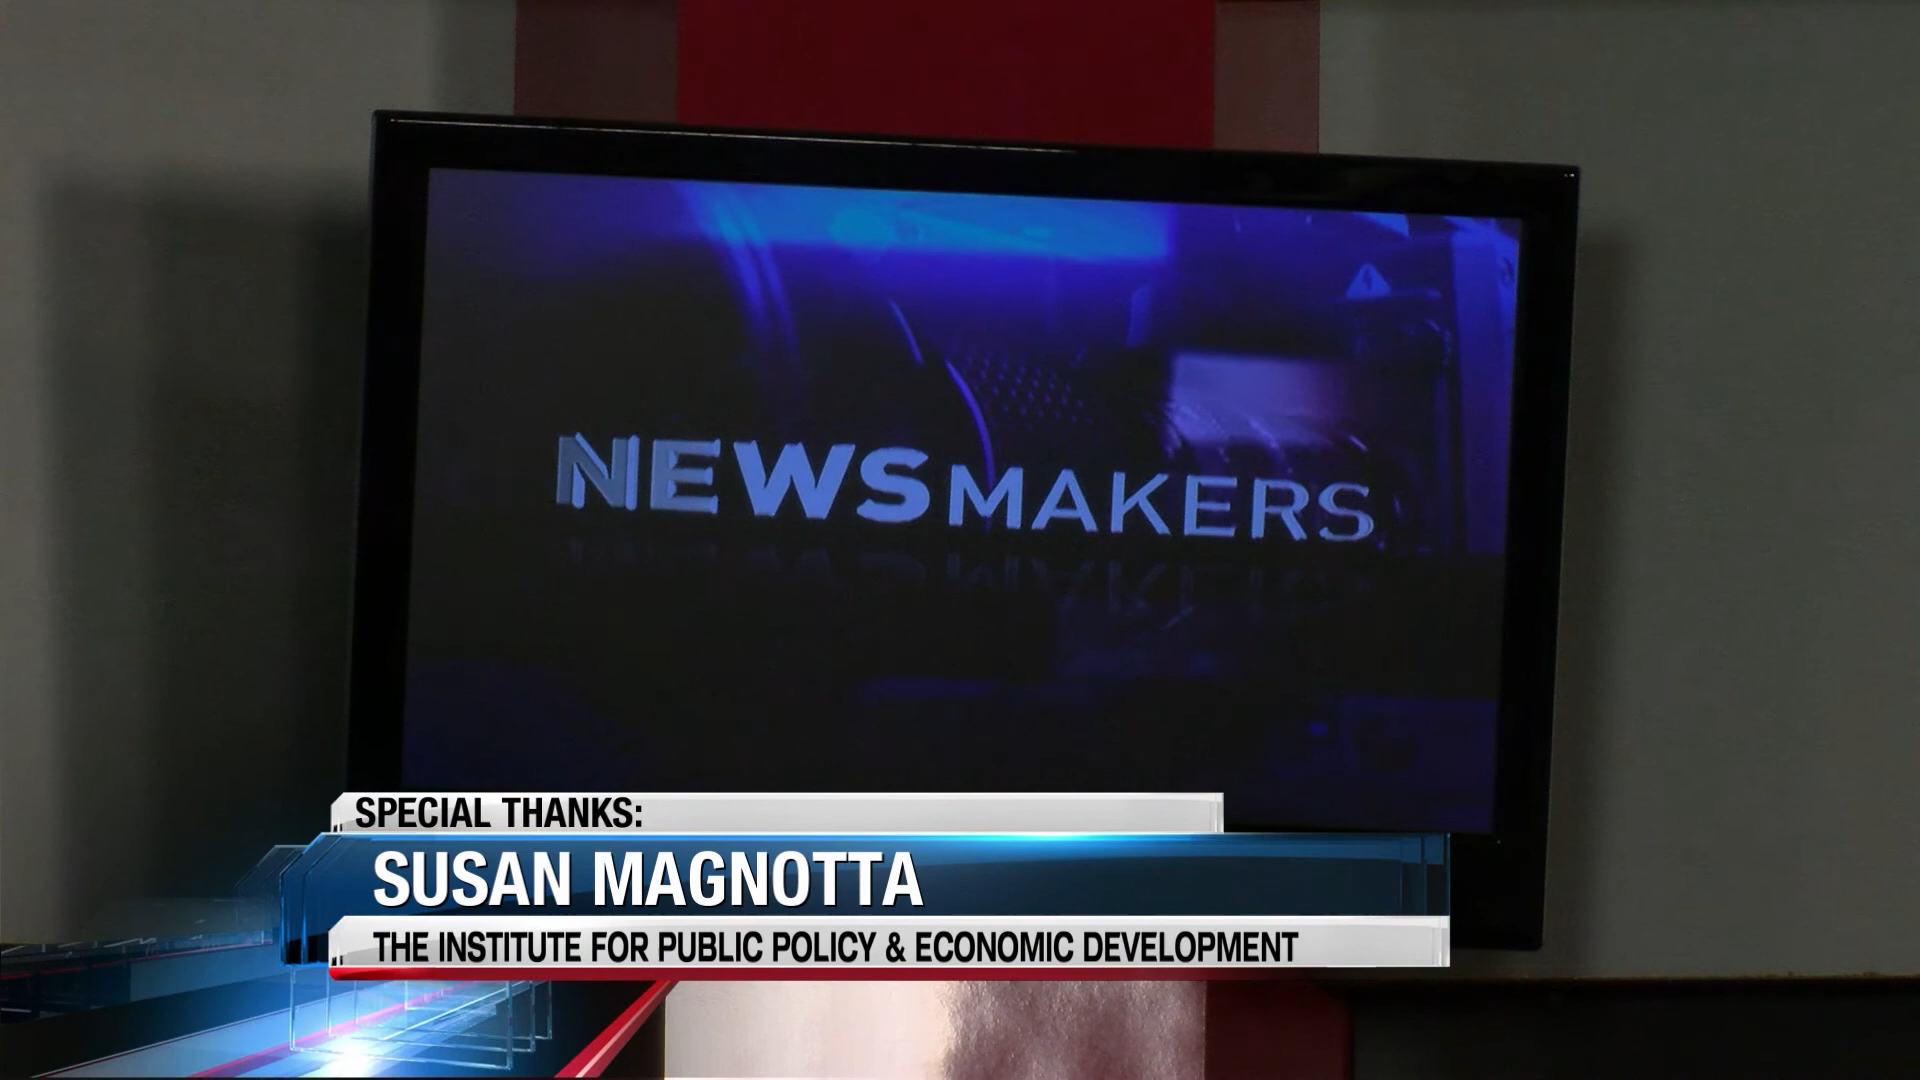 NEWSMAKERS
SPECIAL THANKS:
SUSAN MAGNOTTA
THE INSTITUTE FOR PUBLIC POLICY & ECONOMIC DEVELOPMENT